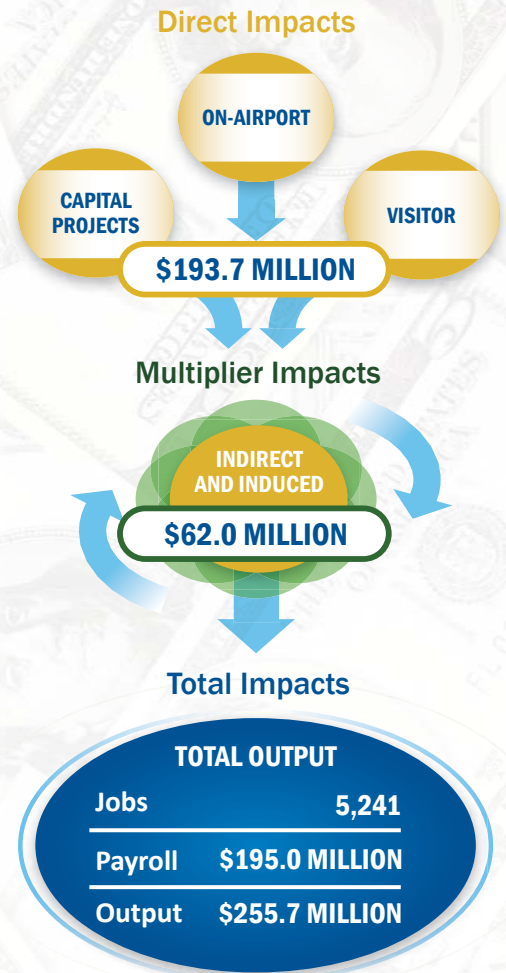 Direct Impacts
ON-AIRPORT
CAPITAL
PROJECTS
VISITOR
$193.7 MILLION
Multiplier Impacts
INDIRECT
AND INDUCED
$62.0 MILLION
Total Impacts
TOTAL OUTPUT
Jobs 5,241
Payroll $195.0 MILLION
Output $255.7 MILLION